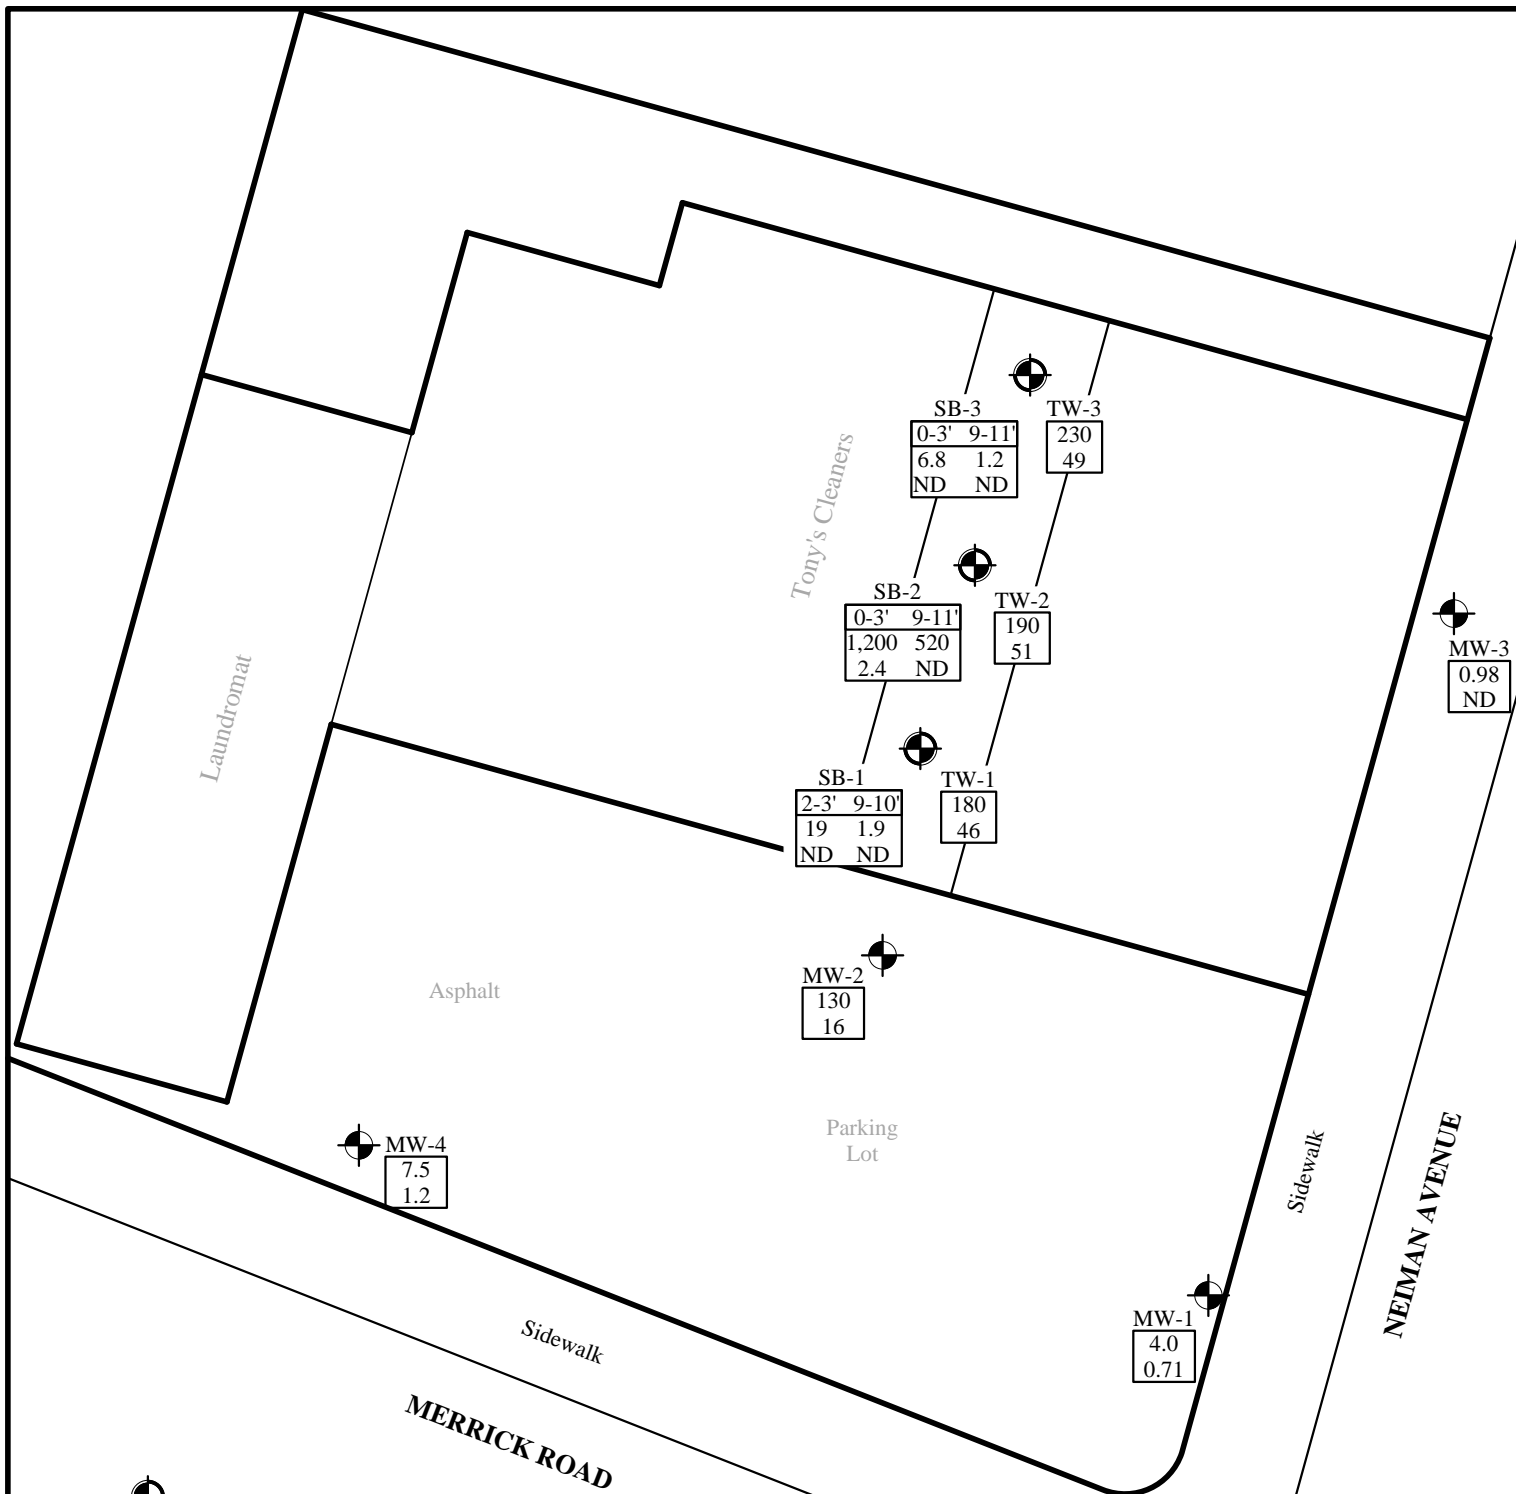 SB-3
0-3' 9-11'
6.8 1.2
ND ND
TW-3
230
49
Tony's Cleaners
SB-2
0-3' 9-11'
1,200 520
2.4 ND
TW-2
190
51
MW-3
0.98
ND
Laundromat
SB-1
2-3' 9-10'
19 1.9
ND ND
TW-1
180
46
MW-2
130
16
Asphalt
Parking
Lot
MW-4
7.5
1.2
Sidewalk
NEIMAN AVENUE
MW-1
4.0
0.71
Sidewalk
MERRICK ROAD